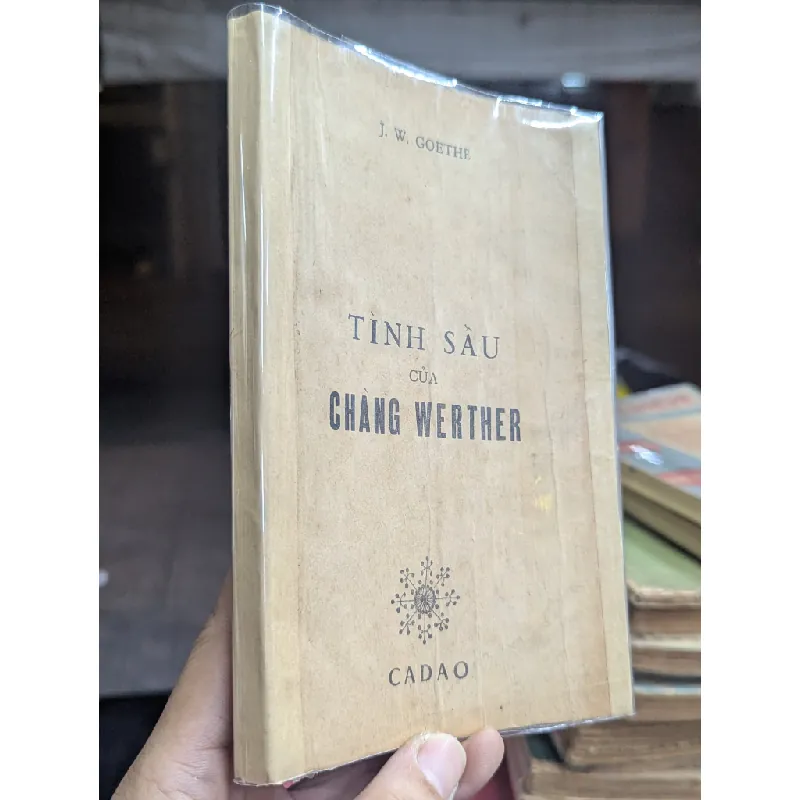 J. W. GOETHE
TÌNH SẦU
CỦA
CHÀNG WERTHER
CADAO